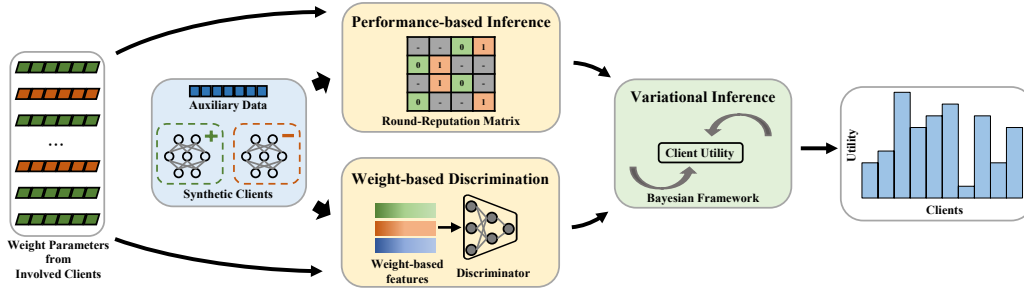 Weight Parameters
from
Involved Clients
...
Auxiliary Data
+
−
Synthetic Clients
Performance-based Inference
- - 0 1
0 1 - -
- 1 0 -
0 - - 1
Round-Reputation Matrix
Weight-based Discrimination
Weight-based
features
Discriminator
Variational Inference
Client Utility
Bayesian Framework
Utility
Clients